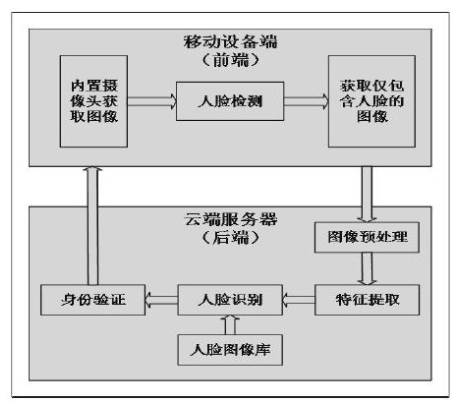 移动设备端
（前端）
内置摄
像头获
取图像
人脸检测
获取仅包
含人脸的
图像
云端服务器
（后端）
图像预处理
身份验证
人脸识别
特征提取
人脸图像库